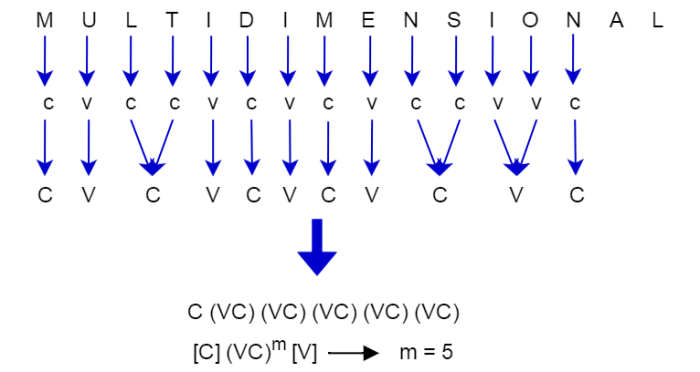 M U L T I D I M E N S I O N A L
c v c c v c v c v c c v v c
C V C V C V C V C V C
C (VC) (VC) (VC) (VC) (VC)
[C] (VC)m [V] m = 5